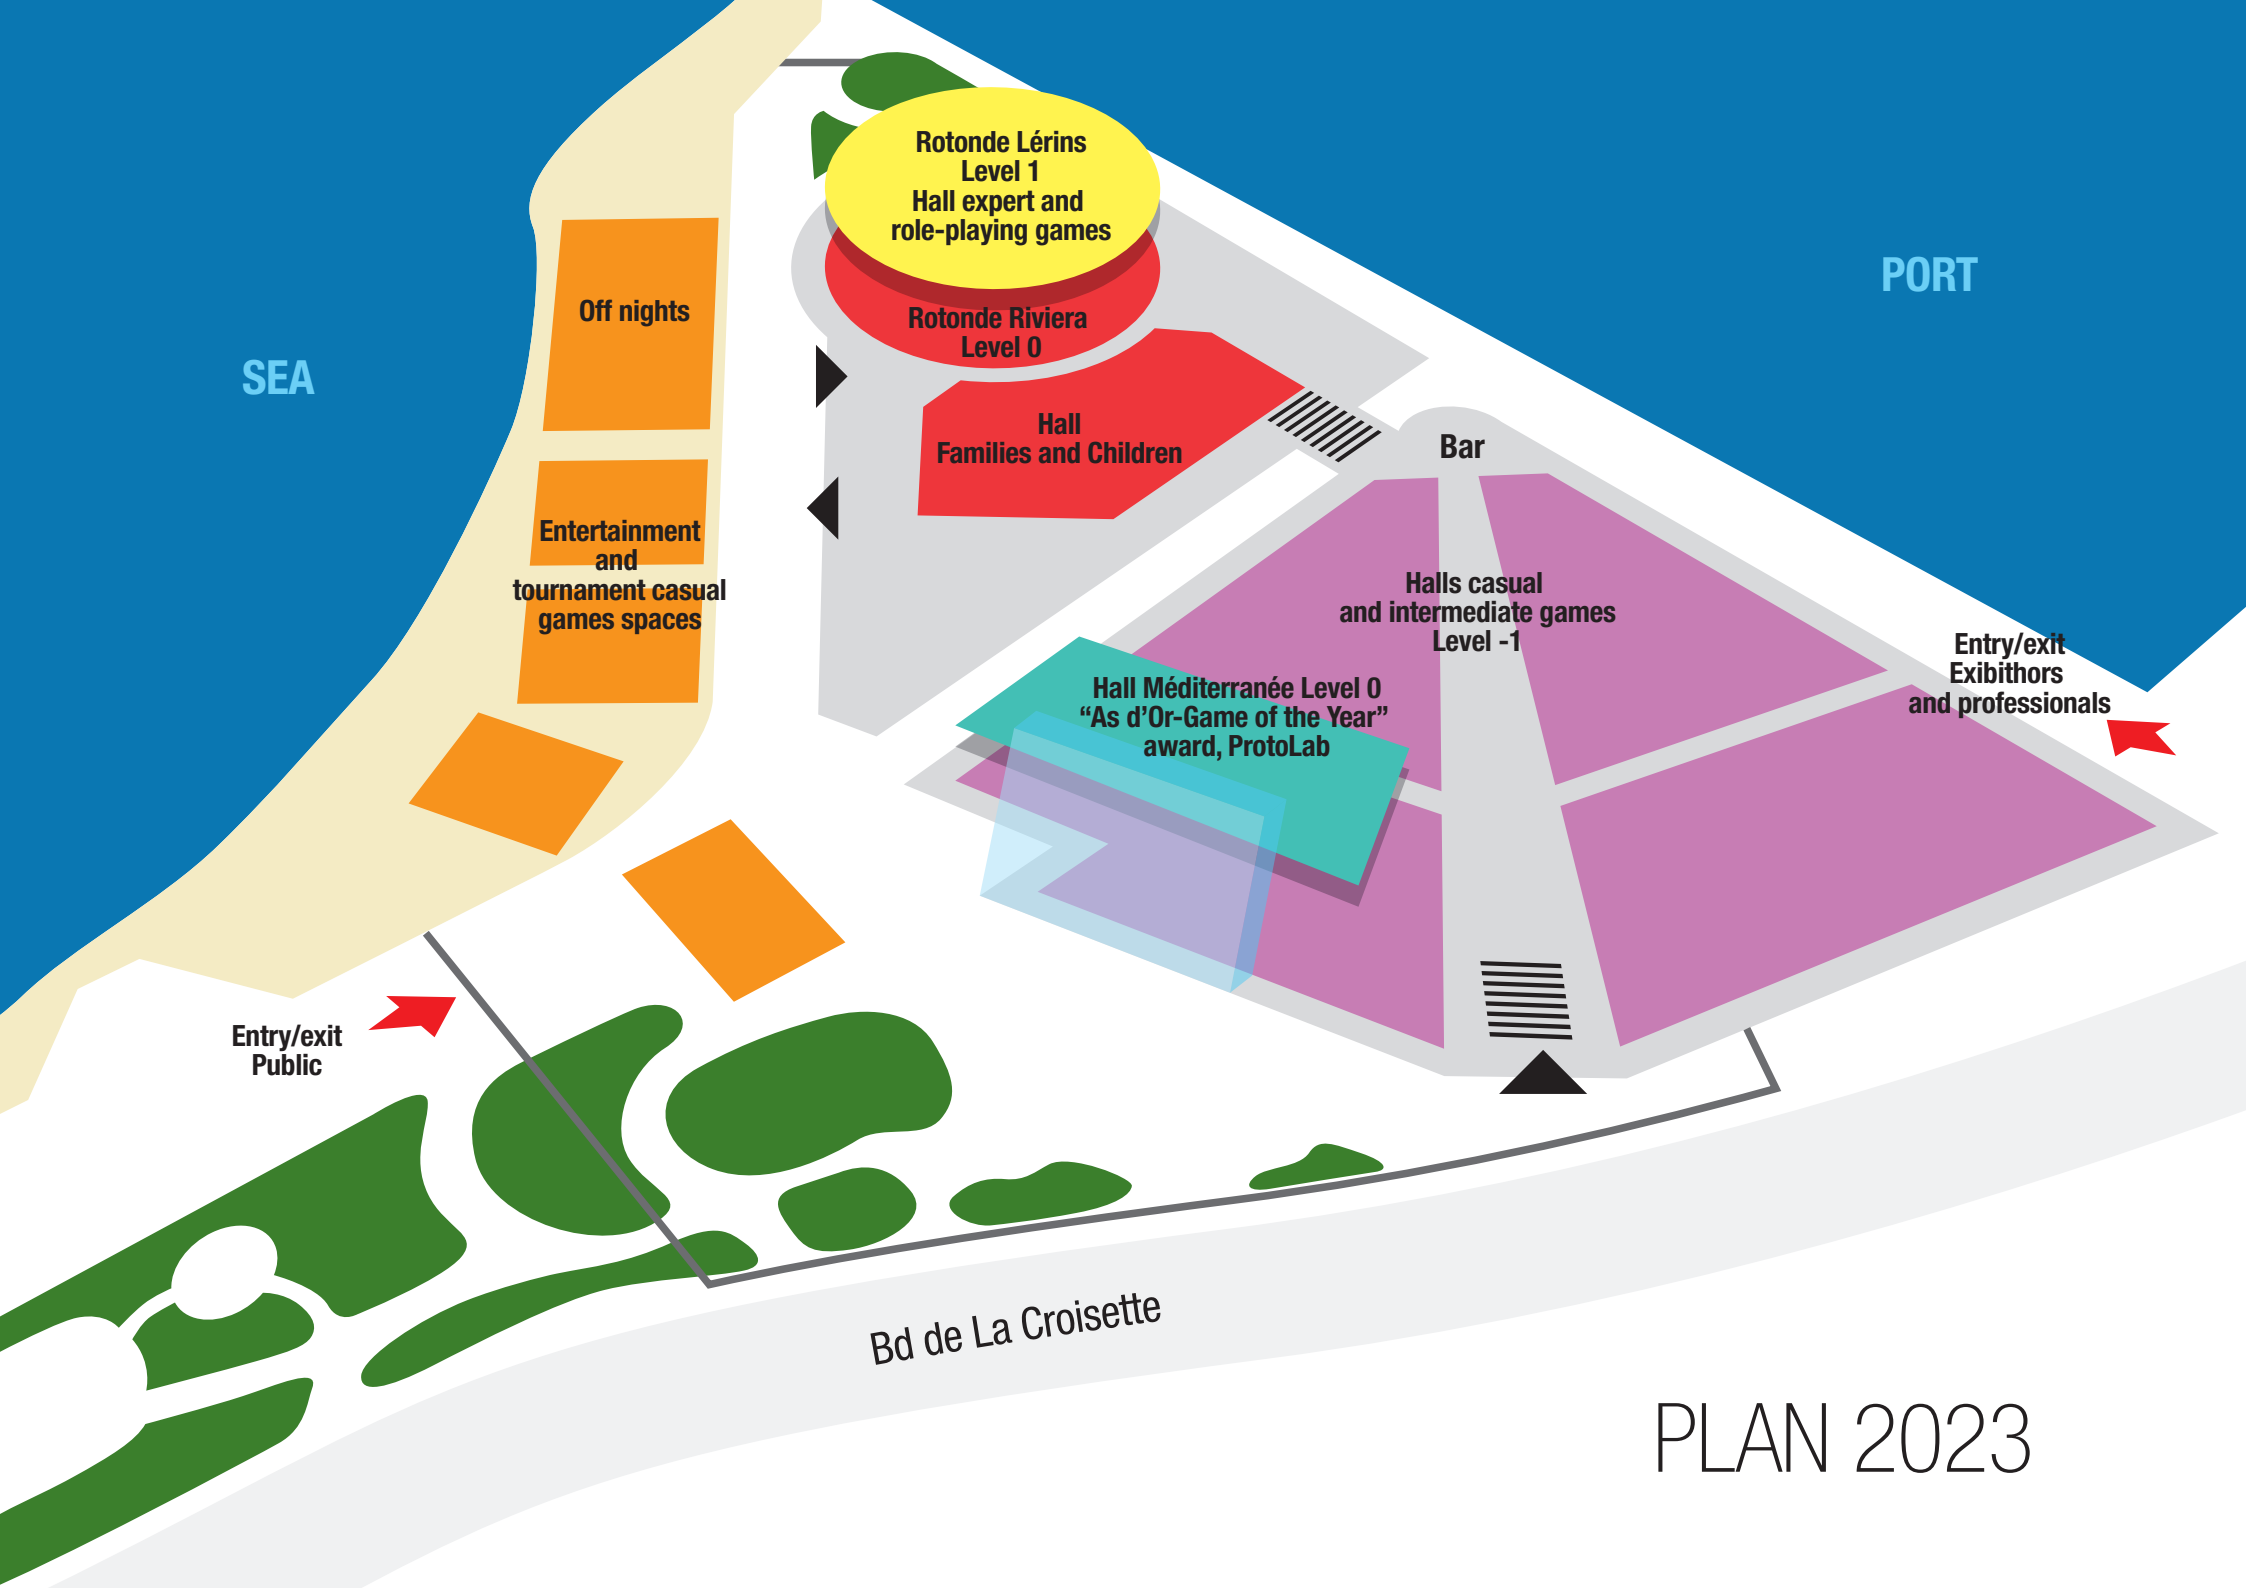 Rotonde Lérins
Level 1
Hall expert and
role-playing games
PORT
Off nights
Rotonde Riviera
Level 0
SEA
Hall
Families and Children
Bar
Entertainment
and
tournament casual
games spaces
Halls casual
and intermediate games
Level -1
Entry/exit
Exibithors
and professionals
Hall Méditerranée Level 0
“As d’Or-Game of the Year”
award, ProtoLab
Entry/exit
Public
Bd de La Croisette
PLAN 2023